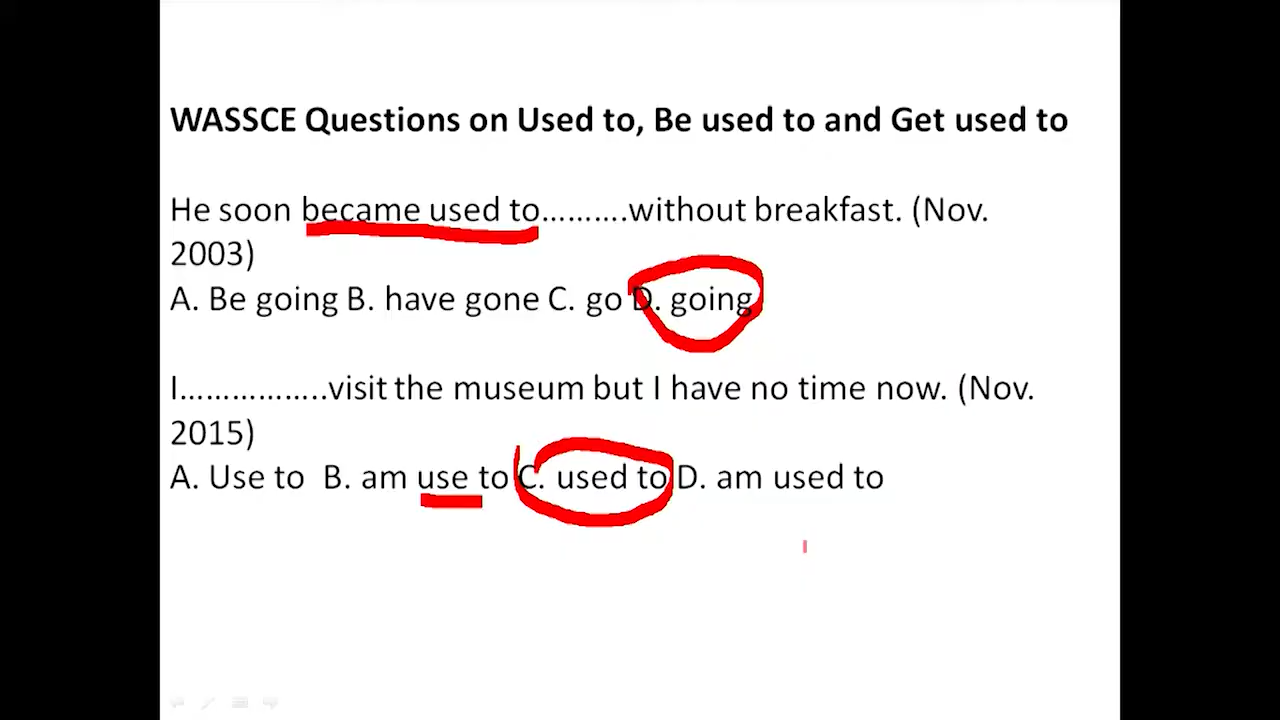 WASSCE Questions on Used to, Be used to and Get used to
He soon became used to……….without breakfast. (Nov.
2003)
A. Be going B. have gone C. go D. going
I……………..visit the museum but I have no time now. (Nov.
2015)
A. Use to B. am use to C. used to D. am used to